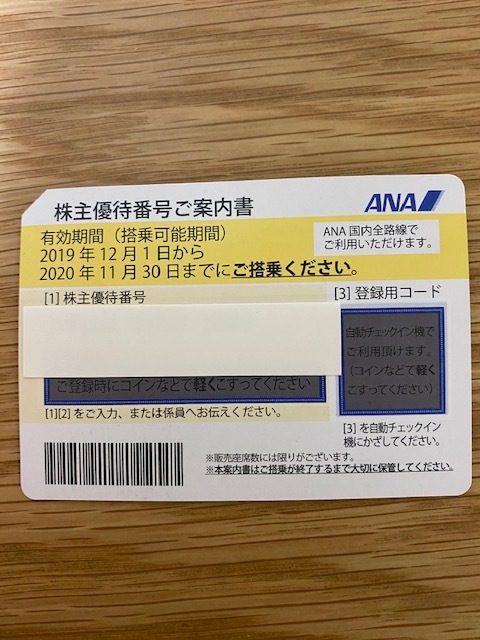 株主優待番号ご案内書
ANA
有効期間（搭乗可能期間）
2019 年 12 月 1 日から
2020 年 11 月 30 日までにご搭乗ください。
ANA 国内全路線で
ご利用いただけます。
[1] 株主優待番号
ご登録時にコインなどで軽くこすってください
[1][2] をご入力、または係員へお伝えください。
[3] 登録用コード
自動チェックイン機で
ご利用頂けます。
（コインなどで軽く
こすってください）
[3] を自動チェックイン
機にかざしてください。
※販売座席数には限りがございます。
※本案内書はご搭乗が終了するまで大切に保管してください。